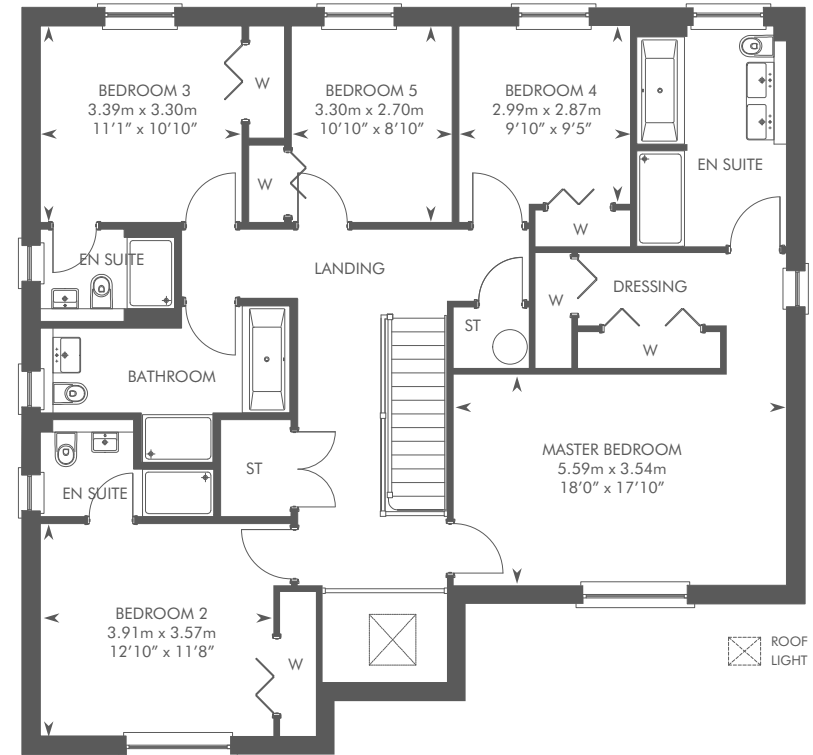 BEDROOM 3
3.39m x 3.30m
11'1" x 10'10"
W
BEDROOM 5
3.30m x 2.70m
10'10" x 8'10"
BEDROOM 4
2.99m x 2.87m
9'10" x 9'5"
W
EN SUITE
W
EN SUITE
LANDING
DRESSING
W
W
ST
BATHROOM
ST
EN SUITE
MASTER BEDROOM
5.59m x 3.54m
18'0" x 17'10"
BEDROOM 2
3.91m x 3.57m
12'10" x 11'8"
W
ROOF
LIGHT